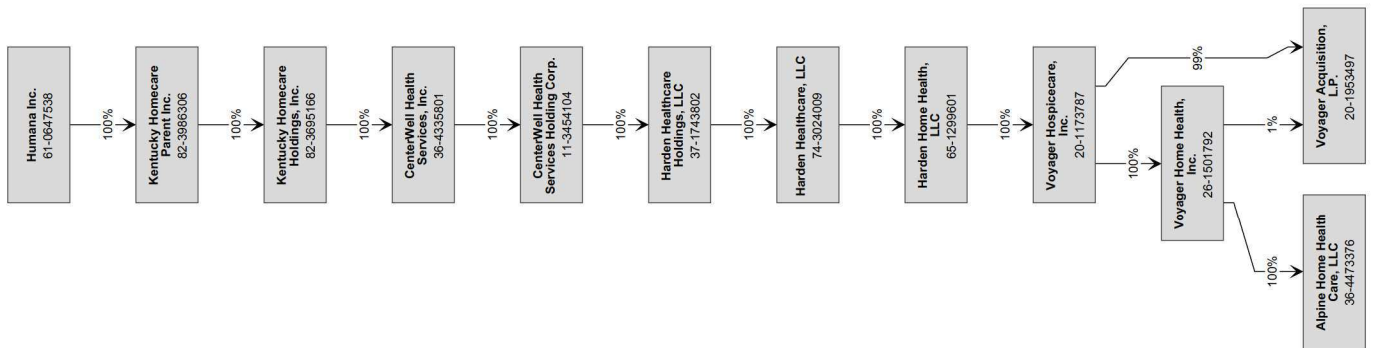 Humana Inc.
61-0647538
100%
Kentucky Homecare
Parent Inc.
82-3986306
100%
Kentucky Homecare
Holdings, Inc.
82-3695166
100%
CenterWell Health
Services, Inc.
36-4335801
100%
CenterWell Health
Services Holding Corp.
11-3454104
100%
Harden Healthcare
Holdings, LLC
37-1743802
100%
Harden Healthcare, LLC
74-3024009
100%
Harden Home Health,
LLC
65-1299601
100%
Voyager Hospicecare,
Inc.
20-1173787
100%
99%
Voyager Home Health,
Inc.
26-1501792
100%
1%
Alpine Home Health
Care, LLC
36-4473376
Voyager Acquisition,
L.P.
20-1953497